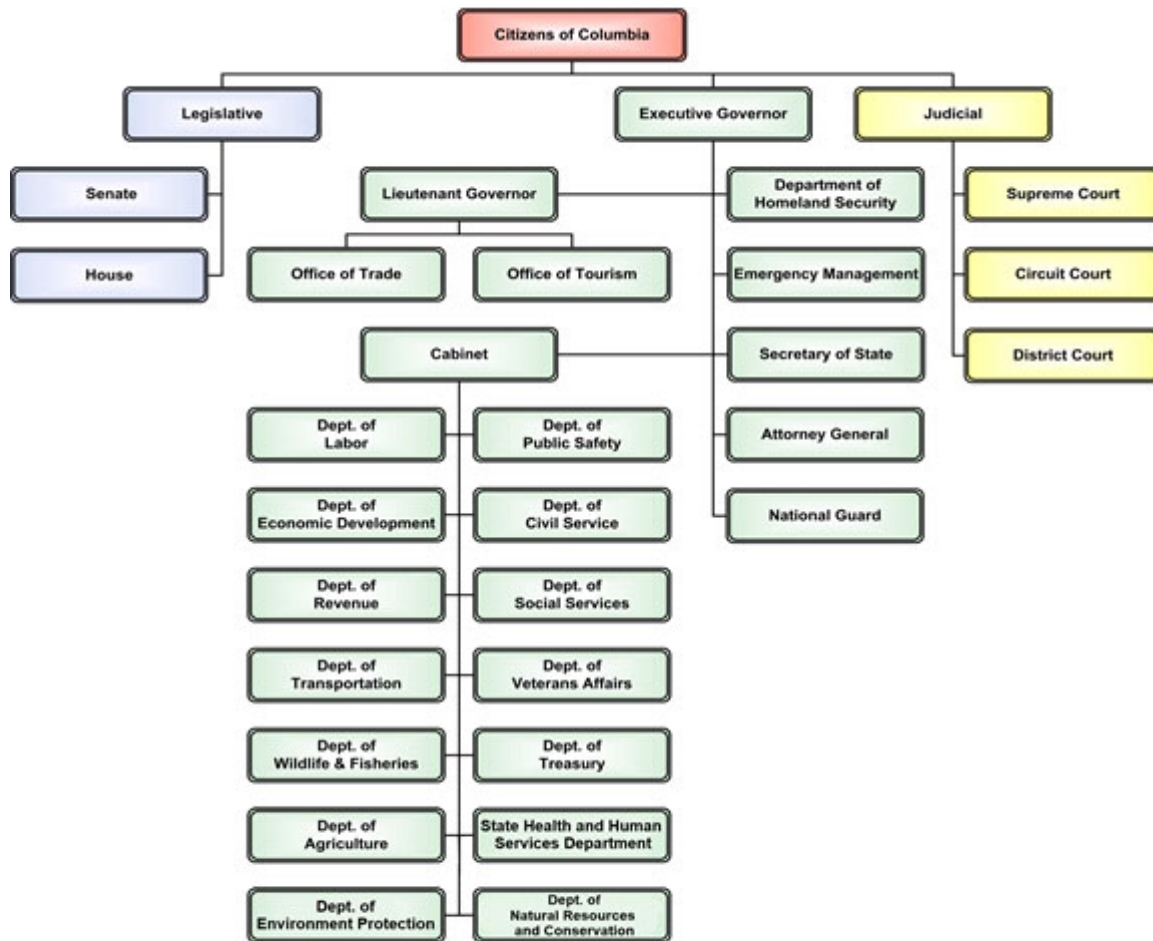 Citizens of Columbia
Legislative
Executive Governor
Judicial
Senate
Lieutenant Governor
Department of
Homeland Security
Supreme Court
House
Office of Trade
Office of Tourism
Emergency Management
Circuit Court
Cabinet
Secretary of State
District Court
Dept. of
Labor
Dept. of
Public Safety
Attorney General
Dept. of
Economic Development
Dept. of
Civil Service
National Guard
Dept. of
Revenue
Dept. of
Social Services
Dept. of
Transportation
Dept. of
Veterans Affairs
Dept. of
Wildlife & Fisheries
Dept. of
Treasury
Dept. of
Agriculture
State Health and Human
Services Department
Dept. of
Environment Protection
Dept. of
Natural Resources
and Conservation